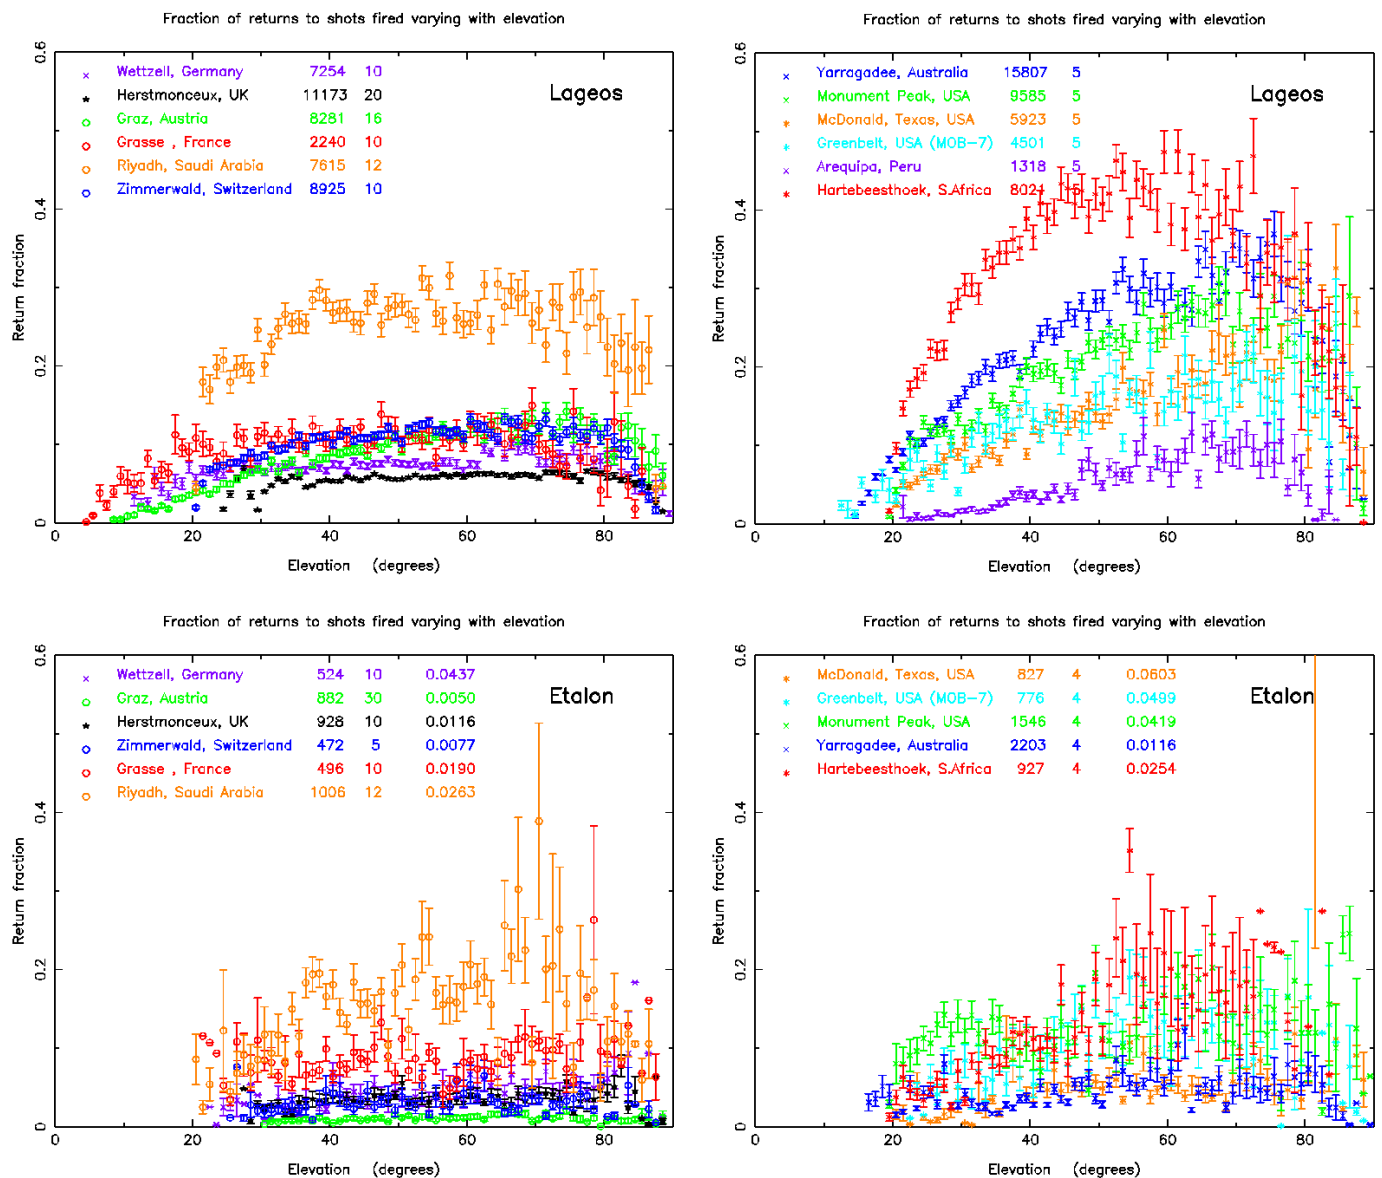 Fraction of returns to shots fired varying with elevation
0.6
Wettzell, Germany 7254 10
Herstmonceux, UK 11173 20
Lageos
Graz, Austria 8281 16
Grasse , France 2240 10
Riyadh, Saudi Arabia 7615 12
Zimmerwald, Switzerland 8925 10
0.4
Return fraction
0.2
0
0 20 40 60 80
Elevation (degrees)
Fraction of returns to shots fired varying with elevation
0.6
Yarragadee, Australia 15807 5
Monument Peak, USA 9585 5
Lageos
McDonald, Texas, USA 5923 5
Greenbelt, USA (MOB-7) 4501 5
Arequipa, Peru 1318 5
Hartebeesthoek, S.Africa 8021 5
0.4
Return fraction
0.2
0
0 20 40 60 80
Elevation (degrees)
Fraction of returns to shots fired varying with elevation
0.6
Wettzell, Germany 524 10 0.0437
Graz, Austria 882 30 0.0050
Etalon
Herstmonceux, UK 928 10 0.0116
Zimmerwald, Switzerland 472 5 0.0077
Grasse , France 496 10 0.0190
Riyadh, Saudi Arabia 1006 12 0.0263
0.4
Return fraction
0.2
0
0 20 40 60 80
Elevation (degrees)
Fraction of returns to shots fired varying with elevation
0.6
McDonald, Texas, USA 827 4 0.0603
Greenbelt, USA (MOB-7) 776 4 0.0499
Etalon
Monument Peak, USA 1546 4 0.0419
Yarragadee, Australia 2203 4 0.0116
Hartebeesthoek, S.Africa 927 4 0.0254
0.4
Return fraction
0.2
0
0 20 40 60 80
Elevation (degrees)